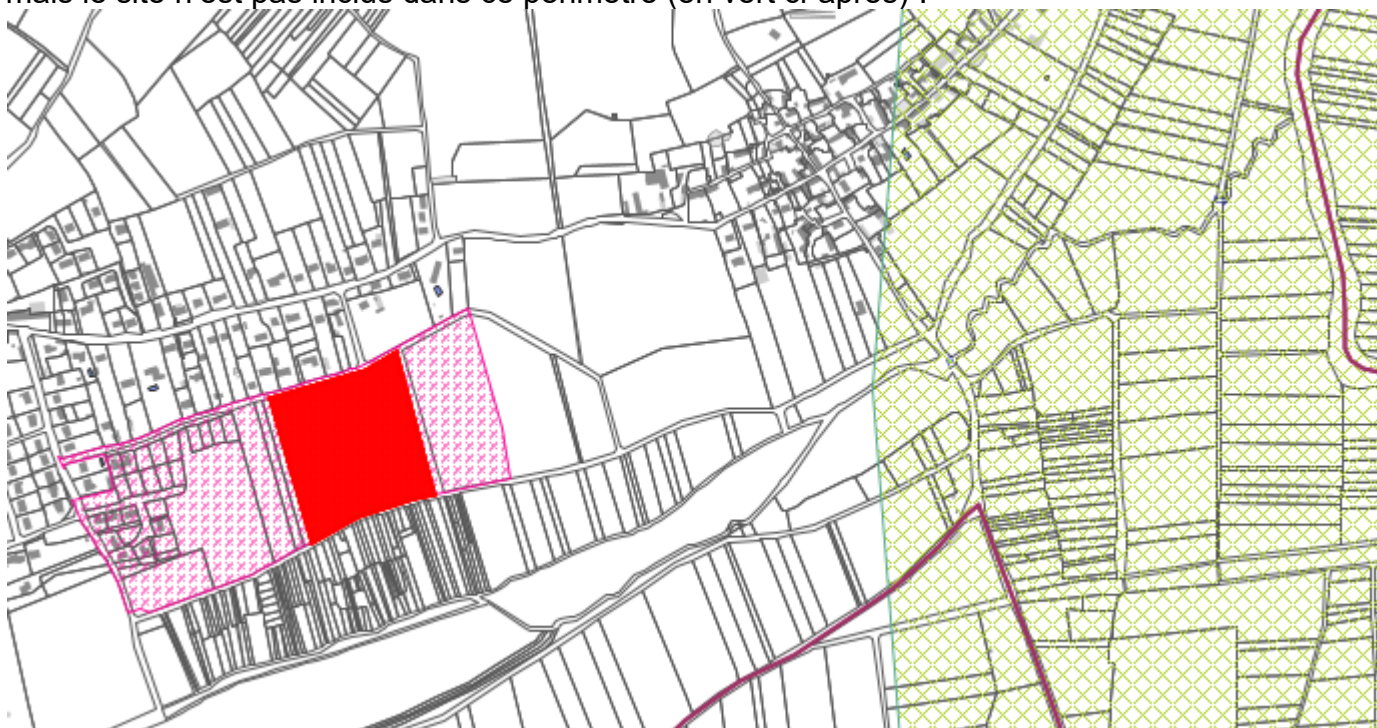 mais le site n'est pas inclus dans ce périmètre (en vert ci-après) :